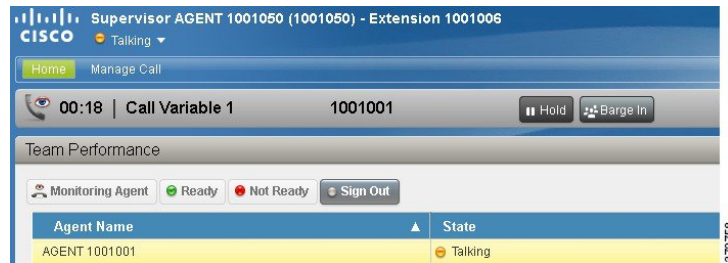 Supervisor AGENT 1001050 (1001050) - Extension 1001006
CISCO Talking
Home Manage Call
00:18 | Call Variable 1 1001001 Hold Barge In
Team Performance
Monitoring Agent Ready Not Ready Sign Out
Agent Name State
AGENT 1001001 Talking